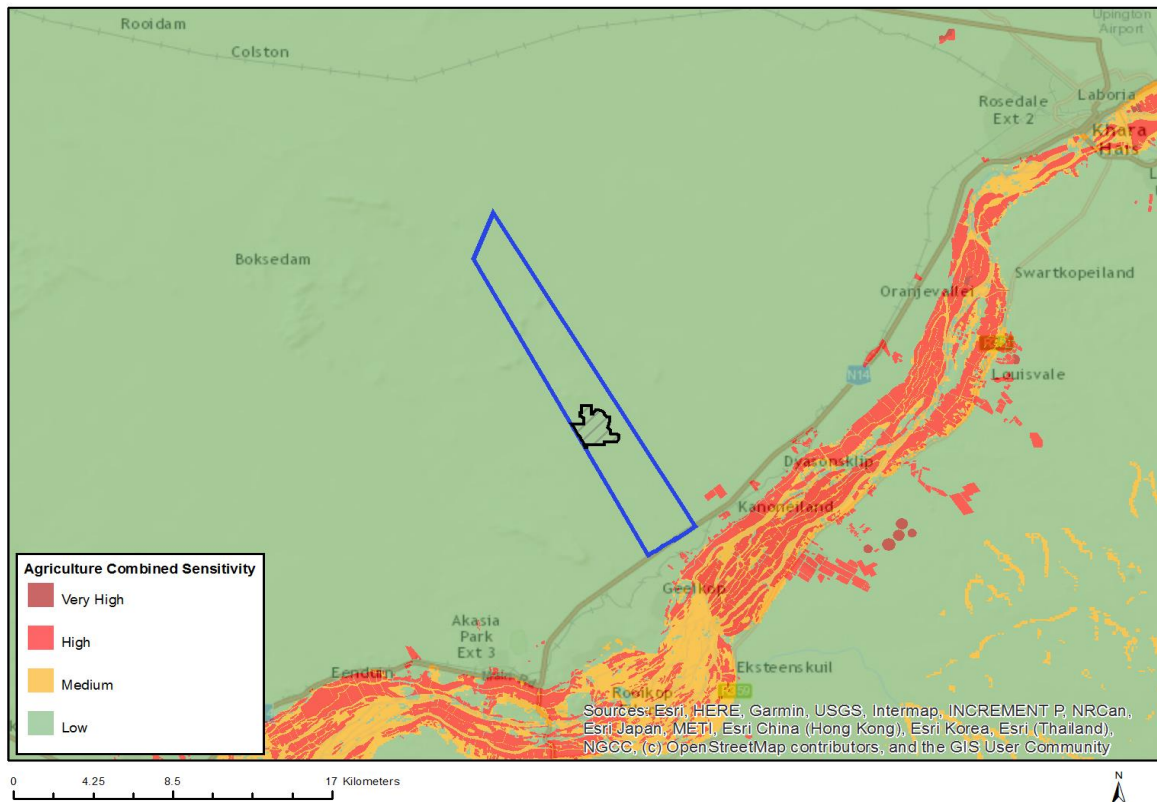 Rooidam
Colston
Upington
Airport
Laboria
Rosedale
Ext 2
Khara
Hais
Boksedam
Swartkopeiland
Oranjevallei
Louisvale
N14
Dyasonsklip
Kanoneiland
Geelkop
Akasia
Park
Ext 3
Eenduin
Eksteenskuil
Rooikop
Agriculture Combined Sensitivity
Very High
High
Medium
Low
Sources: Esri, HERE, Garmin, USGS, Intermap, INCREMENT P, NRCan,
Esri Japan, METI, Esri China (Hong Kong), Esri Korea, Esri (Thailand),
NGCC, (c) OpenStreetMap contributors, and the GIS User Community
0 4.25 8.5 17 Kilometers
N